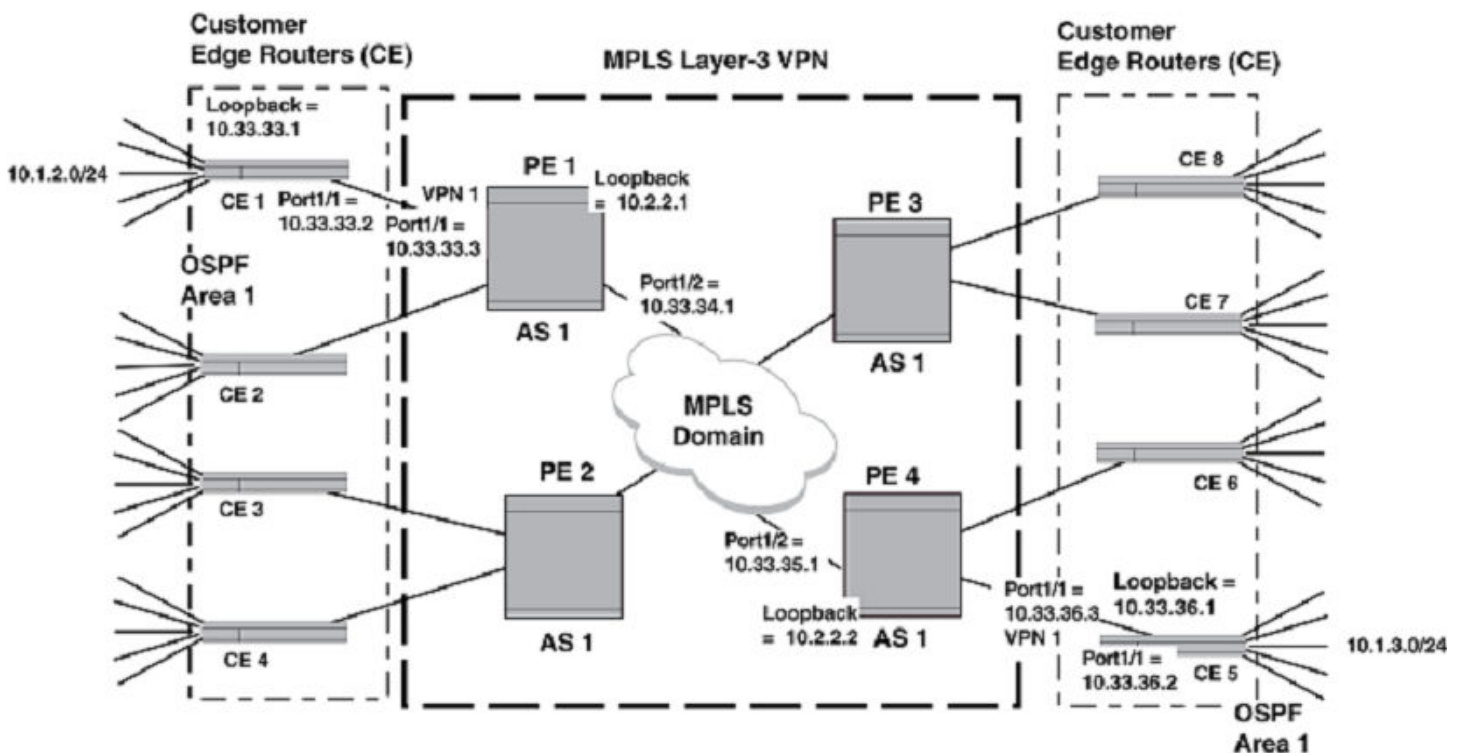 Customer
Edge Routers (CE)
MPLS Layer-3 VPN
Customer
Edge Routers (CE)
Loopback =
10.33.33.1
10.1.2.0/24
CE 1
Port1/1 =
10.33.33.2
VPN 1
Port1/1 =
10.33.33.3
PE 1
Loopback
= 10.2.2.1
Port1/2 =
10.33.34.1
AS 1
OSPF
Area 1
CE 2
CE 3
CE 4
PE 2
AS 1
MPLS
Domain
PE 3
AS 1
CE 8
CE 7
CE 6
PE 4
Port1/2 =
10.33.35.1
Loopback
= 10.2.2.2
AS 1
Port1/1 =
10.33.36.3
VPN 1
Loopback =
10.33.36.1
Port1/1 =
10.33.36.2
CE 5
10.1.3.0/24
OSPF
Area 1